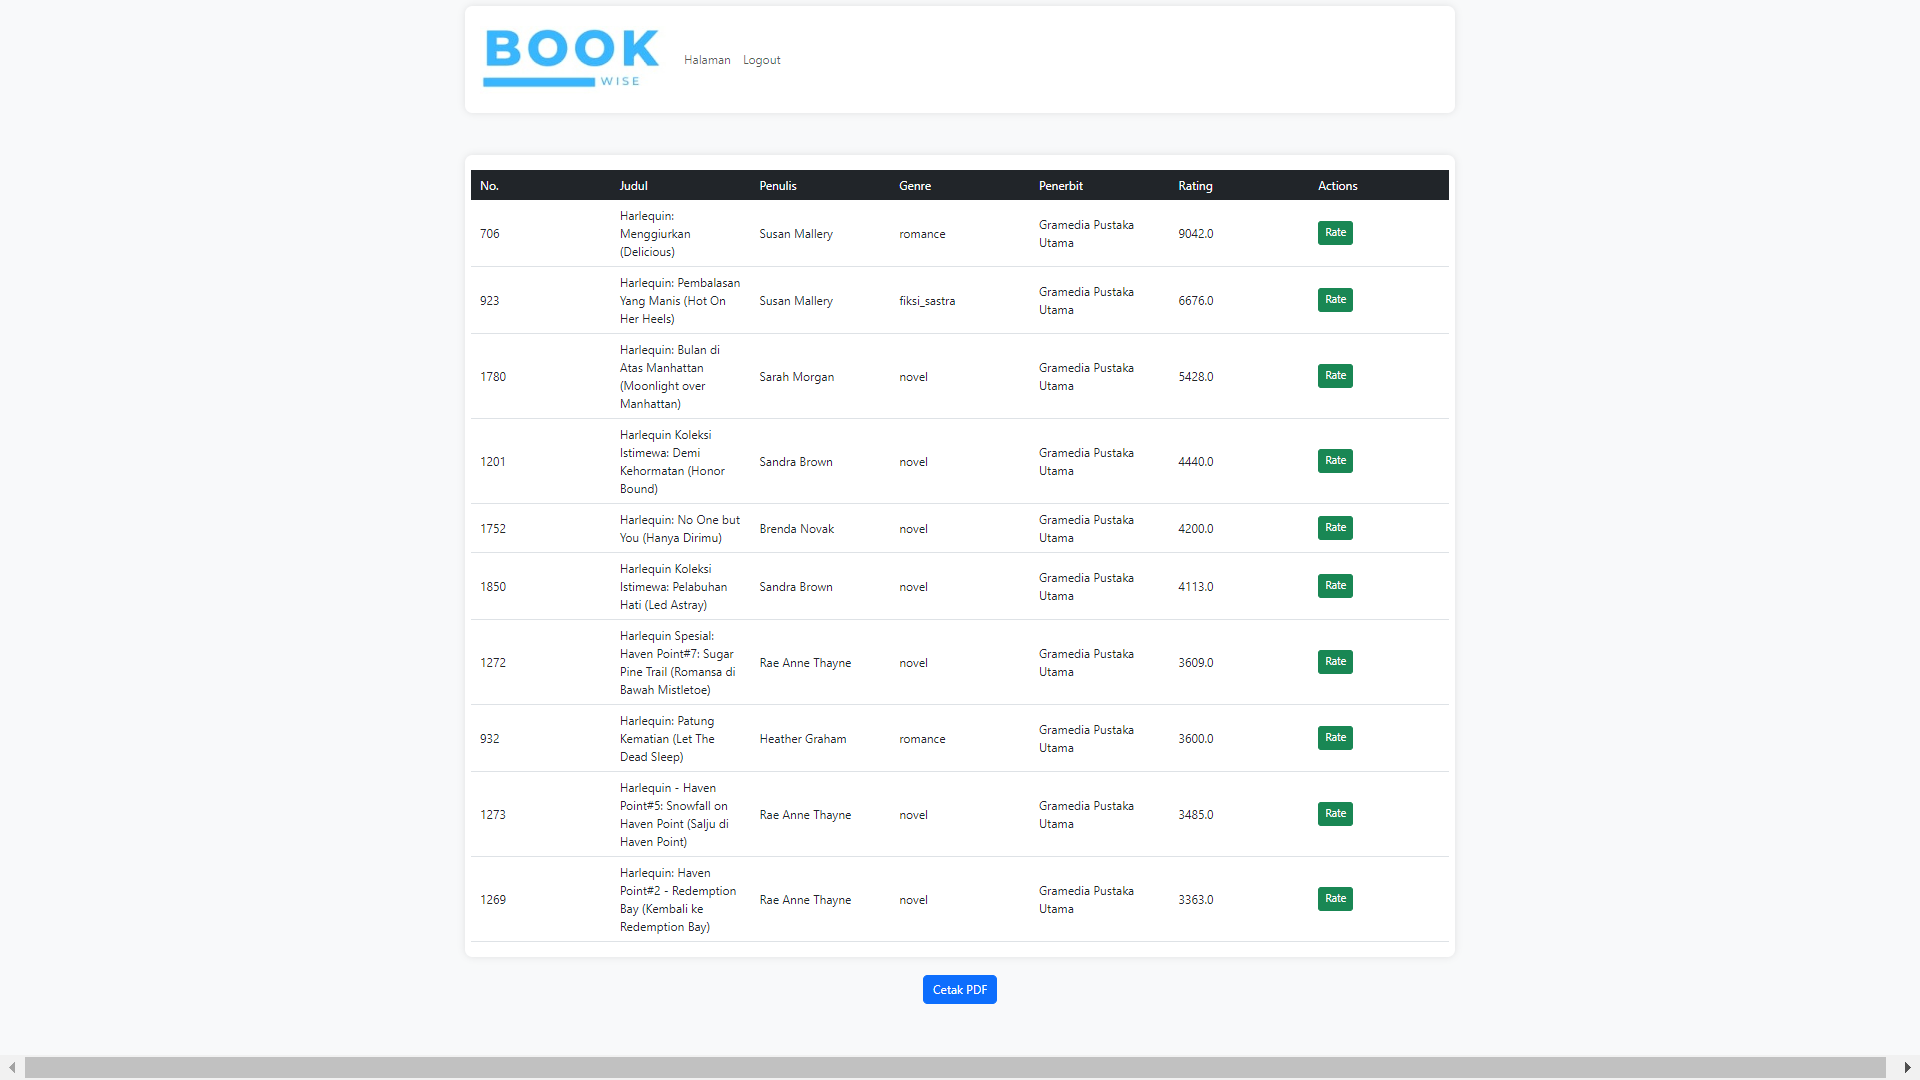 BOOK
WISE
Halaman Logout
No. Judul Penulis Genre Penerbit Rating Actions
706 Harlequin: Menggiurkan (Delicious) Susan Mallery romance Gramedia Pustaka Utama 9042.0 Rate
923 Harlequin: Pembalasan Yang Manis (Hot On Her Heels) Susan Mallery fiksi_sastra Gramedia Pustaka Utama 6676.0 Rate
1780 Harlequin: Bulan di Atas Manhattan (Moonlight over Manhattan) Sarah Morgan novel Gramedia Pustaka Utama 5428.0 Rate
1201 Harlequin Koleksi Istimewa: Demi Kehormatan (Honor Bound) Sandra Brown novel Gramedia Pustaka Utama 4440.0 Rate
1752 Harlequin: No One but You (Hanya Dirimu) Brenda Novak novel Gramedia Pustaka Utama 4200.0 Rate
1850 Harlequin Koleksi Istimewa: Pelabuhan Hati (Led Astray) Sandra Brown novel Gramedia Pustaka Utama 4113.0 Rate
1272 Harlequin Spesial: Haven Point#7: Sugar Pine Trail (Romansa di Bawah Mistletoe) Rae Anne Thayne novel Gramedia Pustaka Utama 3609.0 Rate
932 Harlequin: Patung Kematian (Let The Dead Sleep) Heather Graham romance Gramedia Pustaka Utama 3600.0 Rate
1273 Harlequin - Haven Point#5: Snowfall on Haven Point (Salju di Haven Point) Rae Anne Thayne novel Gramedia Pustaka Utama 3485.0 Rate
1269 Harlequin: Haven Point#2 - Redemption Bay (Kembali ke Redemption Bay) Rae Anne Thayne novel Gramedia Pustaka Utama 3363.0 Rate
Cetak PDF